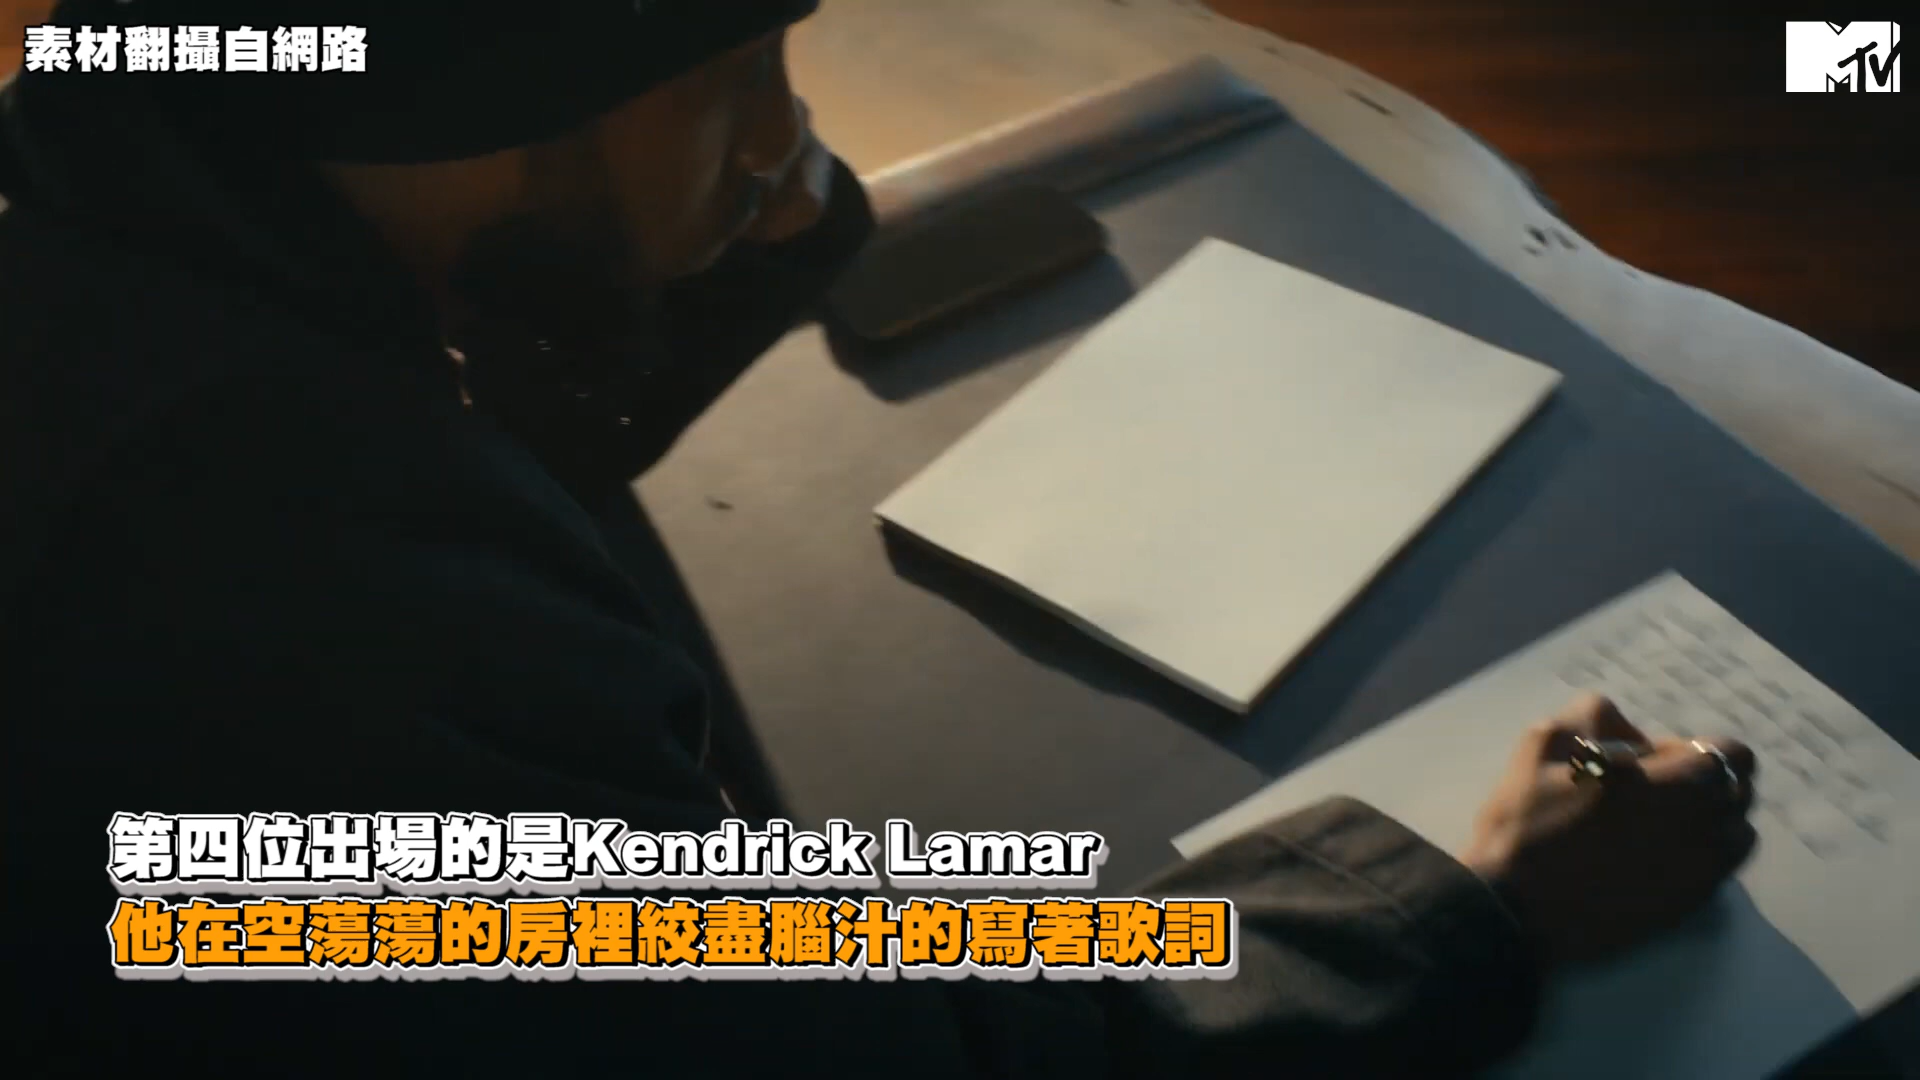 素材翻攝自網路
MTV
第四位出場的是Kendrick Lamar
他在空蕩蕩的房裡絞盡腦汁的寫著歌詞